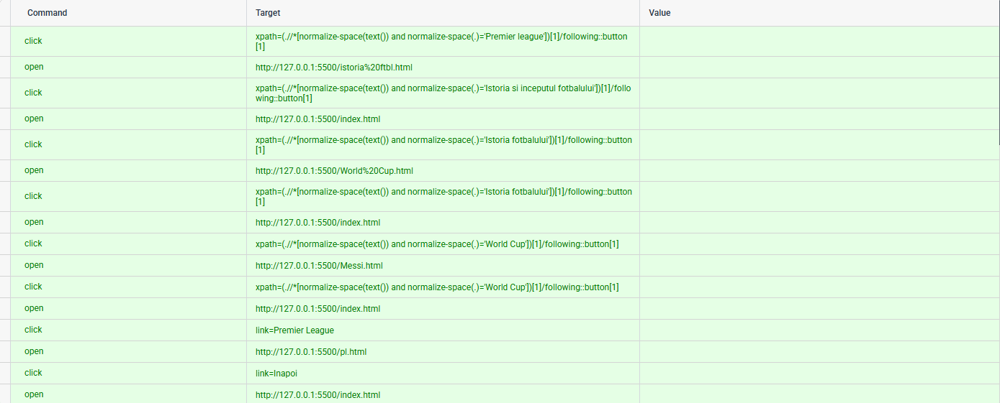 Command Target Value
click xpath=(.//*[normalize-space(text()) and normalize-space(.)='Premier league'])[1]/following::button
[1]
open http://127.0.0.1:5500/istoria%20ftbl.html
click xpath=(.//*[normalize-space(text()) and normalize-space(.)='Istoria si inceputul fotbalului'])[1]/follo
wing::button[1]
open http://127.0.0.1:5500/index.html
click xpath=(.//*[normalize-space(text()) and normalize-space(.)='Istoria fotbalului'])[1]/following::button
[1]
open http://127.0.0.1:5500/World%20Cup.html
click xpath=(.//*[normalize-space(text()) and normalize-space(.)='Istoria fotbalului'])[1]/following::button
[1]
open http://127.0.0.1:5500/index.html
click xpath=(.//*[normalize-space(text()) and normalize-space(.)='World Cup'])[1]/following::button[1]
open http://127.0.0.1:5500/Messi.html
click xpath=(.//*[normalize-space(text()) and normalize-space(.)='World Cup'])[1]/following::button[1]
open http://127.0.0.1:5500/index.html
click link=Premier League
open http://127.0.0.1:5500/pl.html
click link=Inapoi
open http://127.0.0.1:5500/index.html